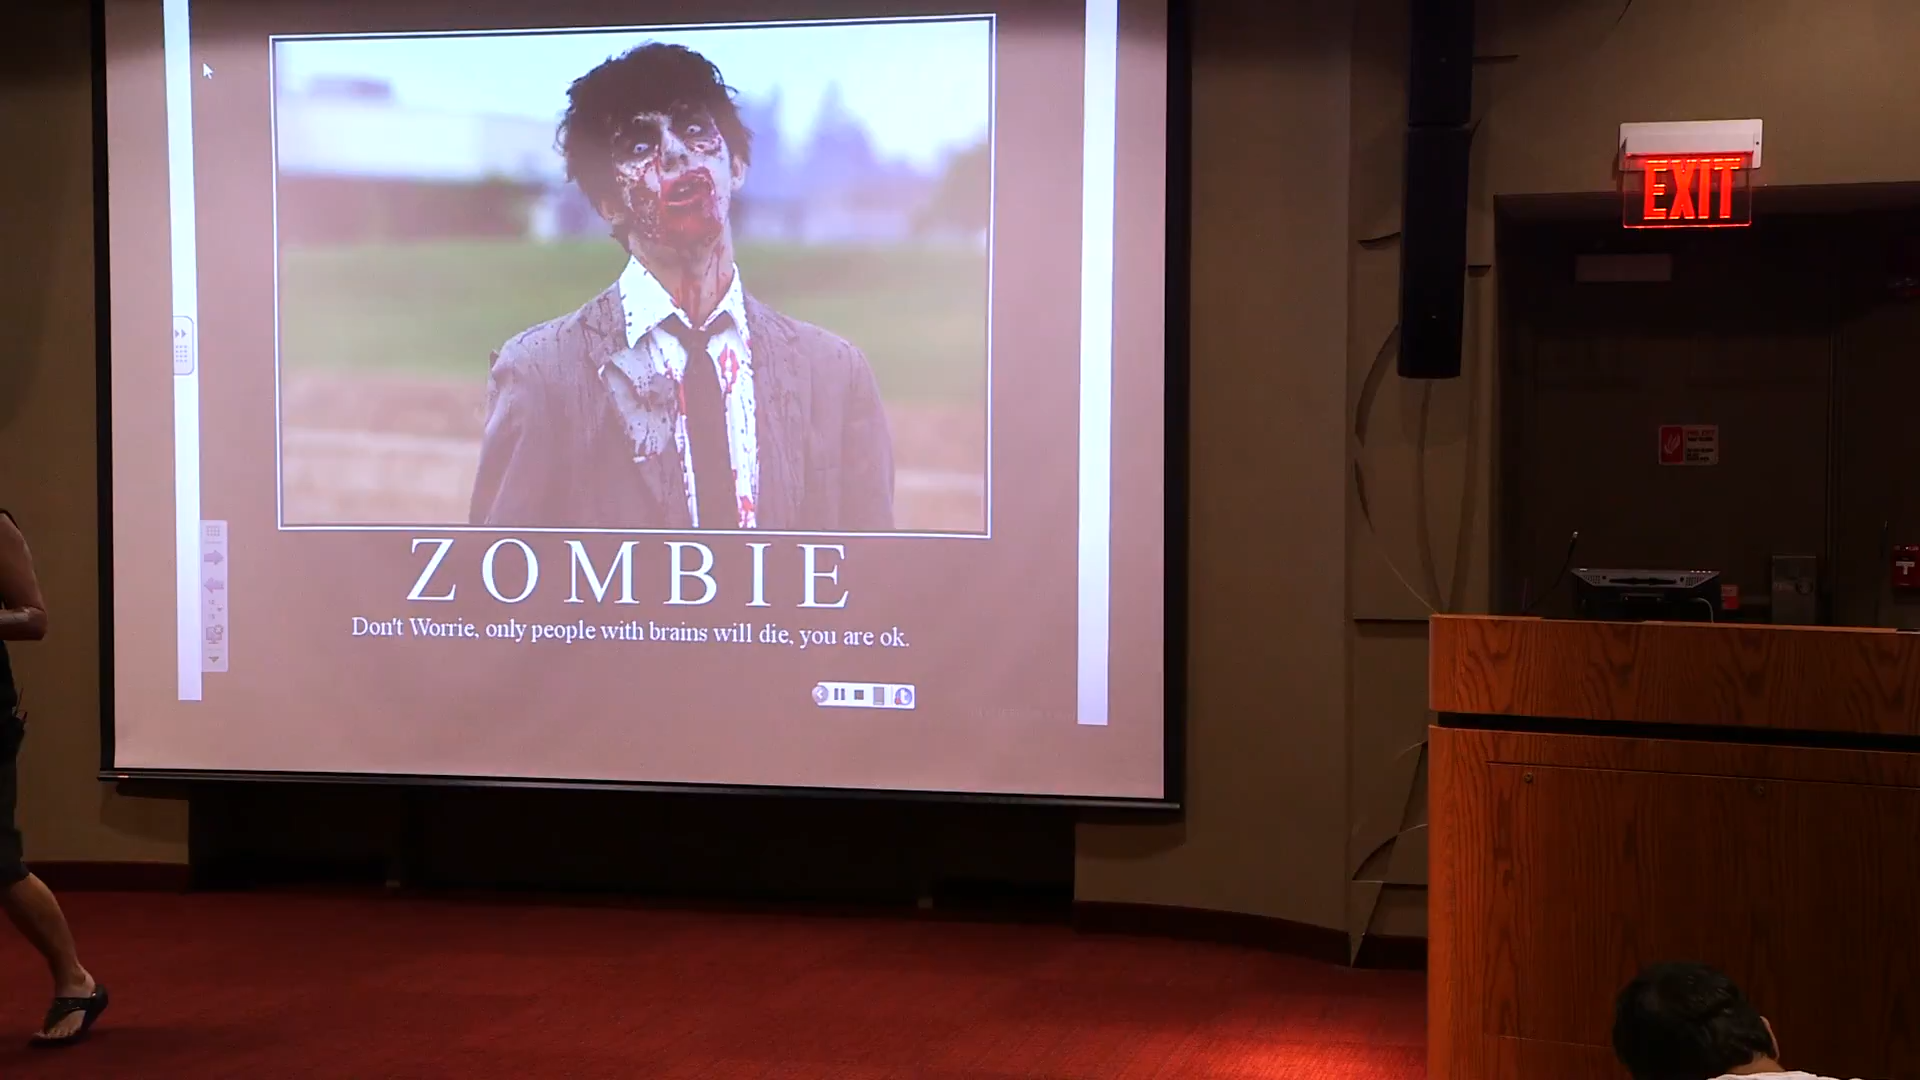 EXIT
ZOMBIE
Don't Worrie, only people with brains will die, you are ok.